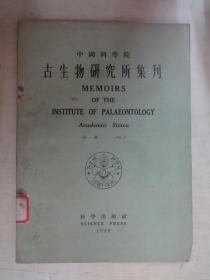 中國科學院
古生物研究所集刊
MEMOIRS
OF THE
INSTITUTE OF PALAEONTOLOGY
Academia Sinica
科學出版社
SCIENCE PRESS